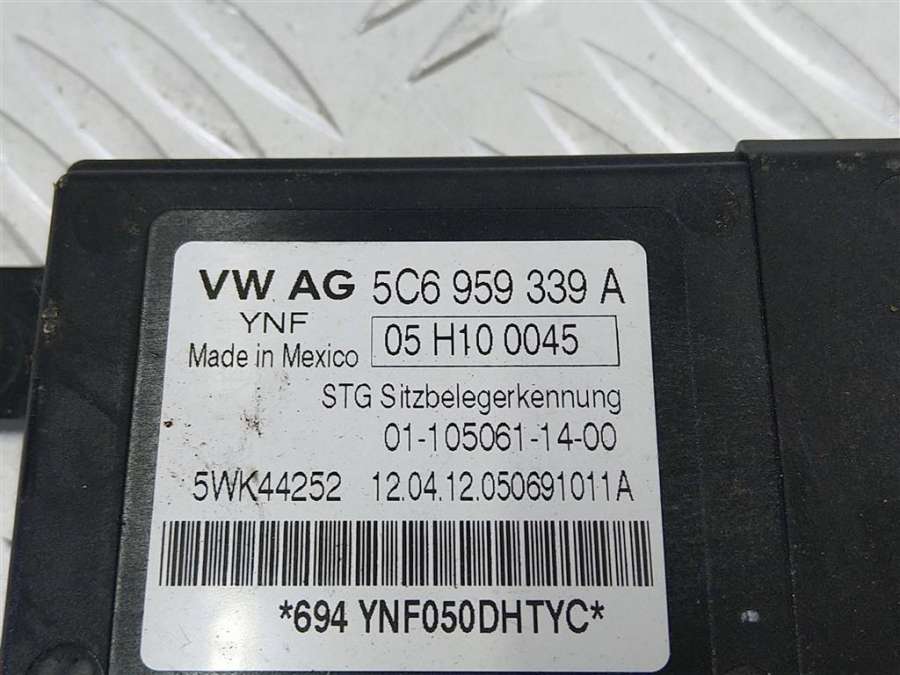 VW AG 5C6 959 339 A
YNF 05 H10 0045
Made in Mexico
STG Sitzbelegerkennung
01-105061-14-00
5WK44252 12.04.12.050691011A
*694 YNF050DHTYC*